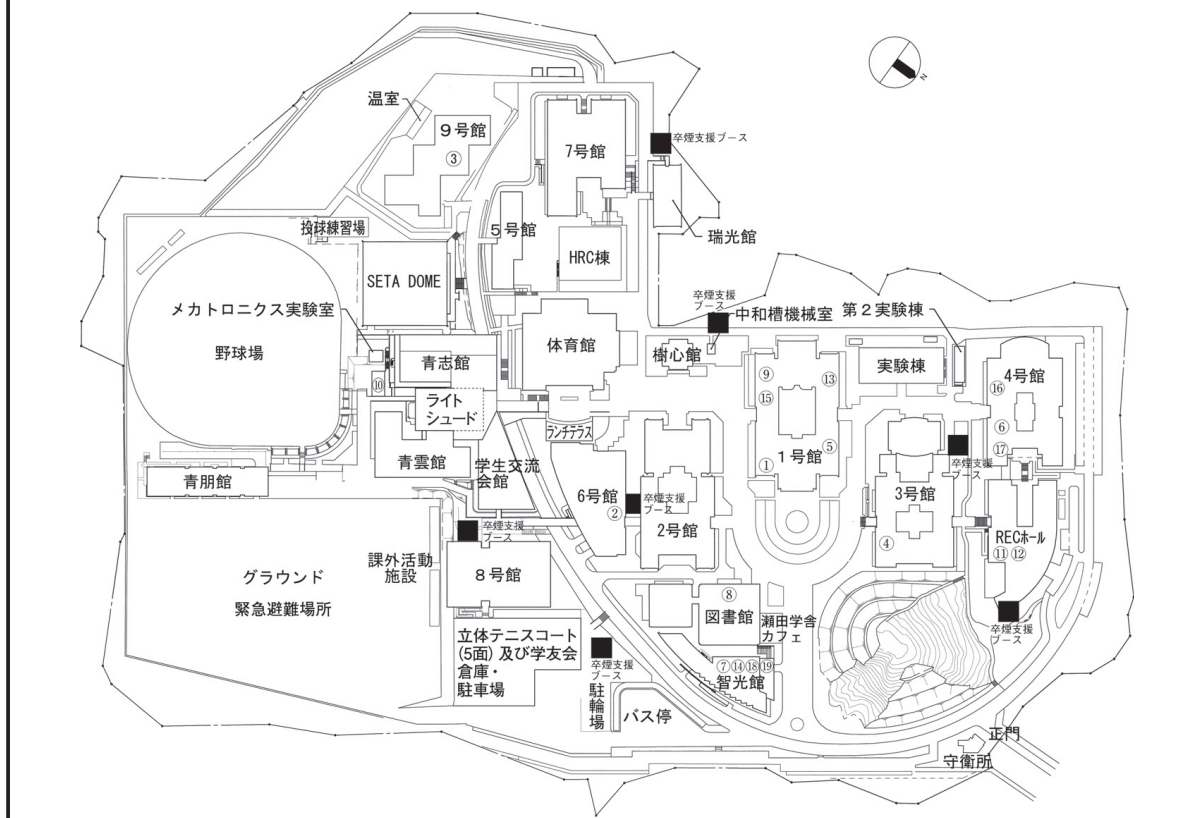 N
温室
9号館
③
7号館
卒煙支援ブース
5号館
投球練習場
HRC棟
瑞光館
SETA DOME
メカトロニクス実験室
野球場
⑩
青志館
体育館
卒煙支援
ブース
中和槽機械室
樹心館
第2実験棟
実験棟
4号館
⑯
⑥
⑰
⑨
⑬
⑮
⑤
①
1号館
ライト
シュード
ランチテラス
青雲館
学生交流
会館
青朋館
6号館
②
卒煙支援
ブース
2号館
3号館
④
卒煙支援
ブース
RECホール
⑪⑫
卒煙支援
ブース
卒煙支援
ブース
課外活動
施設
8号館
グラウンド
緊急避難場所
⑧
図書館
瀬田学舎
カフェ
⑦⑭⑱⑲
智光館
立体テニスコート
(5面)及び学友会
倉庫・
駐車場
卒煙支援
ブース
駐輪場
バス停
正門
守衛所